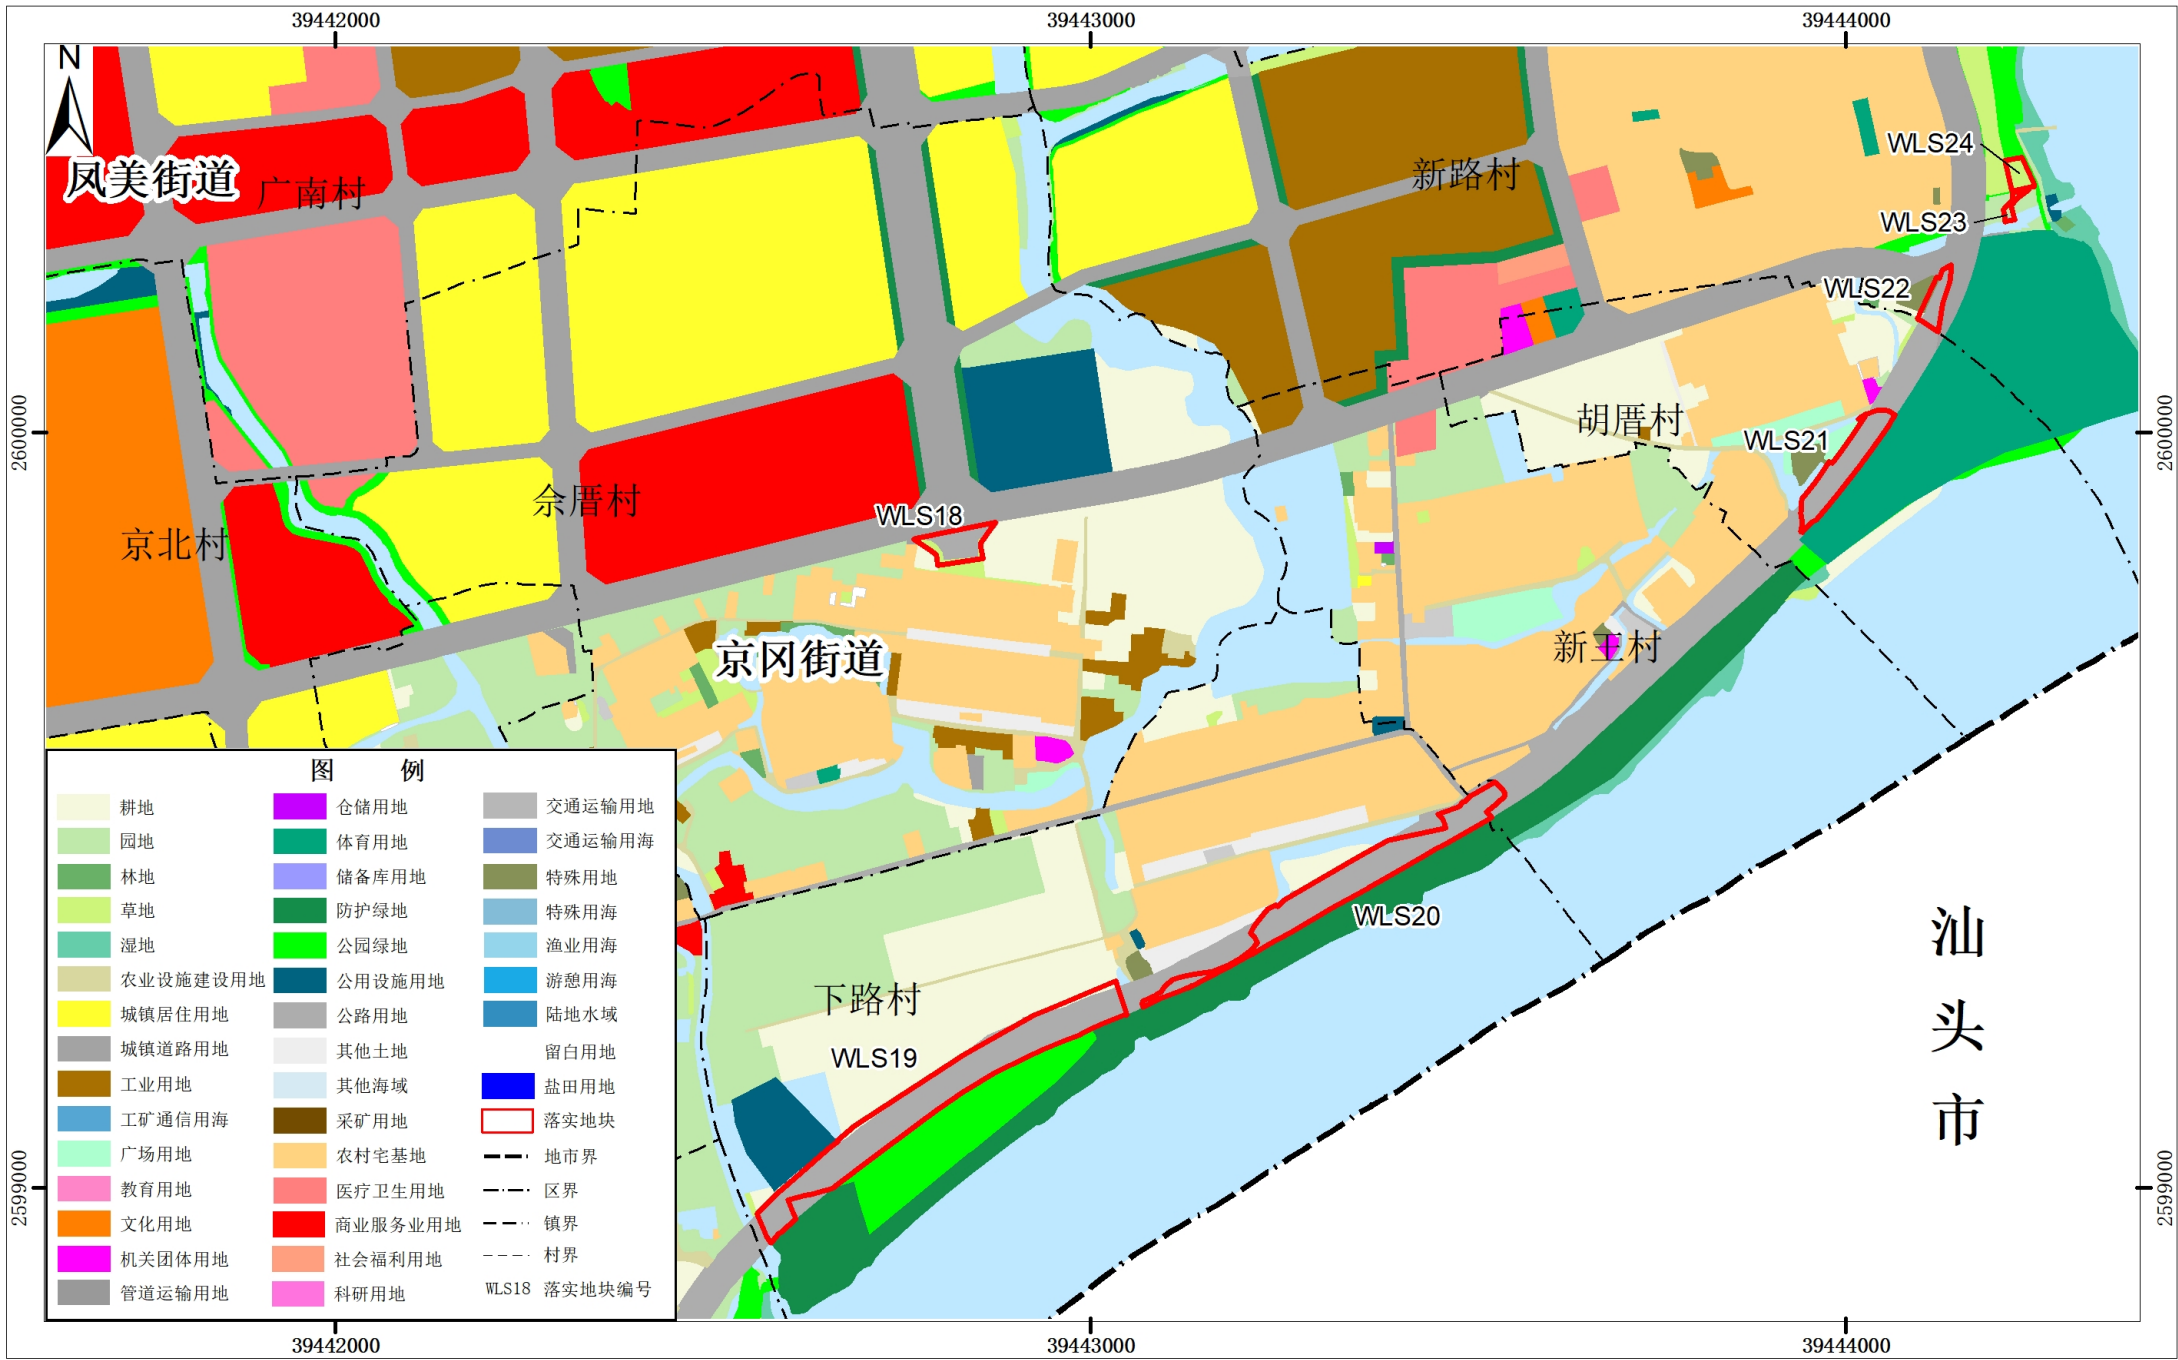 39442000
39443000
39444000
N
WLS24
凤美街道
广南村
新路村
WLS23
WLS22
2600000
2600000
胡厝村
WLS21
佘厝村
WLS18
京北村
京冈街道
新王村
WLS20
汕
头
市
下路村
WLS19
2599000
2599000
图 例
耕地
园地
林地
草地
湿地
农业设施建设用地
城镇居住用地
城镇道路用地
工业用地
工矿通信用海
广场用地
教育用地
文化用地
机关团体用地
管道运输用地
仓储用地
体育用地
储备库用地
防护绿地
公园绿地
公用设施用地
公路用地
其他土地
其他海域
采矿用地
农村宅基地
医疗卫生用地
商业服务业用地
社会福利用地
科研用地
交通运输用地
交通运输用海
特殊用地
特殊用海
渔业用海
游憩用海
陆地水域
留白用地
盐田用地
落实地块
地市界
区界
镇界
村界
WLS18 落实地块编号
39442000
39443000
39444000